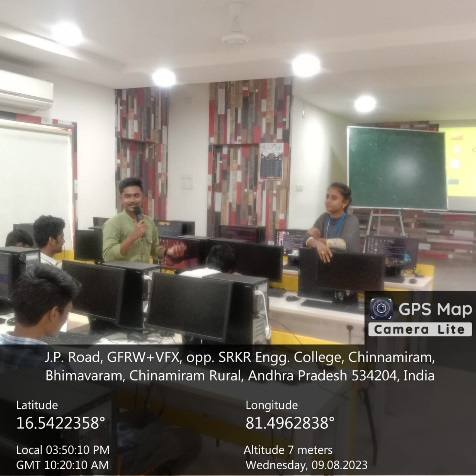 GPS Map
Camera Lite
J.P. Road, GFRW+VFX, opp. SRKR Engg. College, Chinnamiram,
Bhimavaram, Chinamiram Rural, Andhra Pradesh 534204, India
Latitude
16.5422358°
Longitude
81.4962838°
Local 03:50:10 PM
GMT 10:20:10 AM
Altitude 7 meters
Wednesday, 09.08.2023